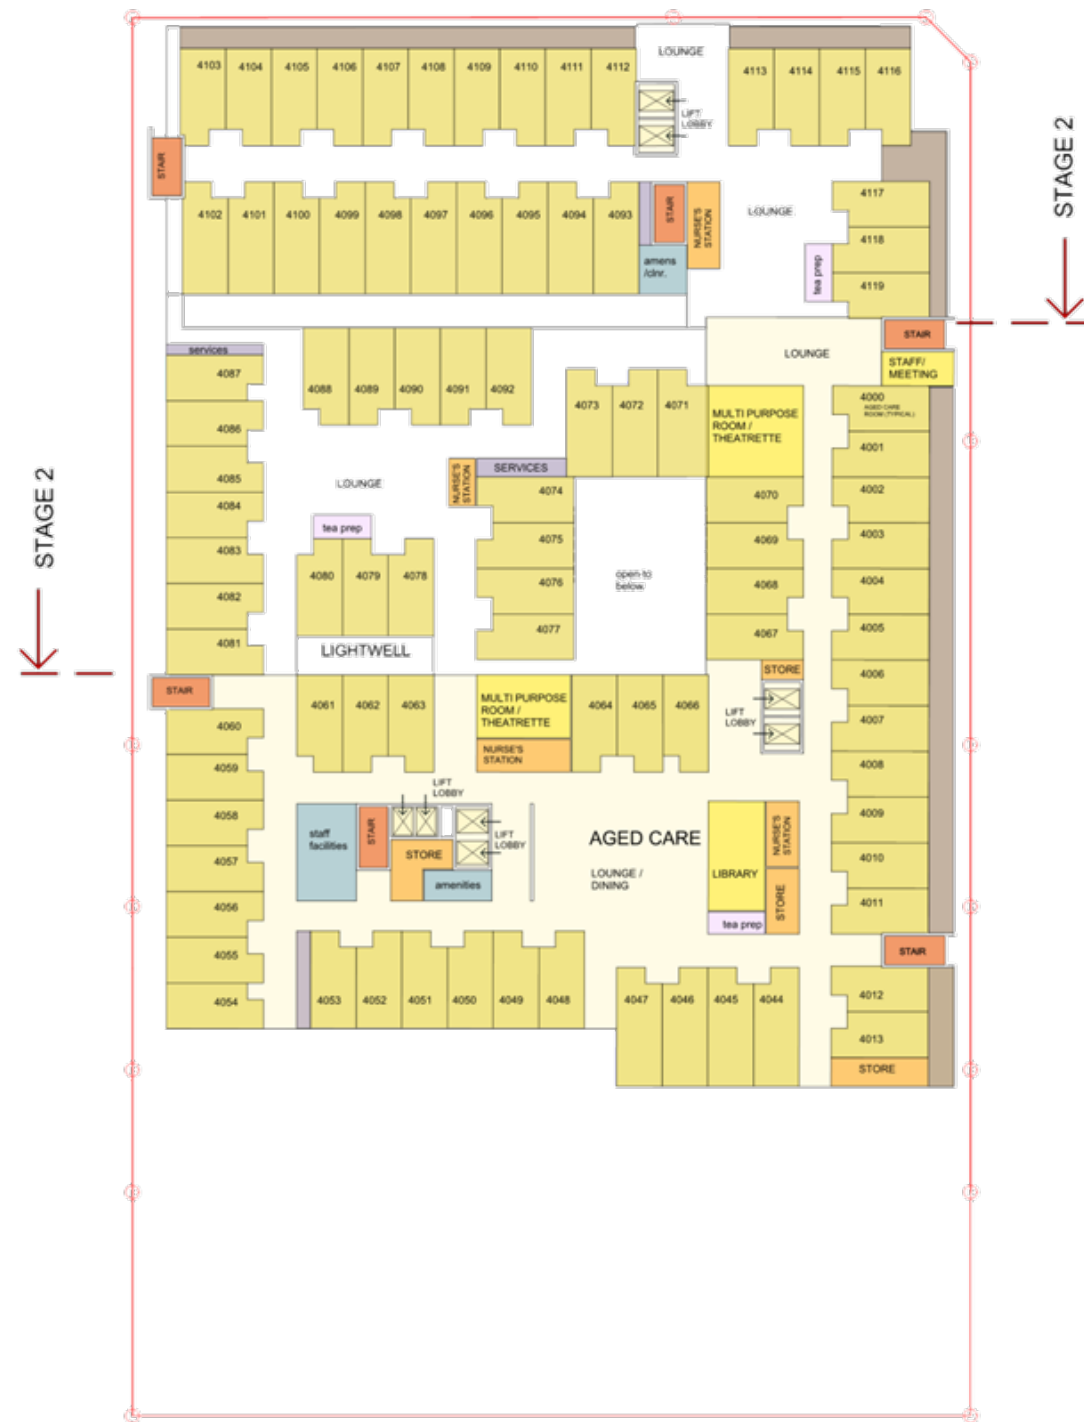 LOUNGE
4103 4104 4105 4106 4107 4108 4109 4110 4111 4112
4113 4114 4115 4116
LIFT
LOBBY
STAGE 2
STAIR
4102 4101 4100 4099 4098 4097 4096 4095 4094 4093
STAIR
NURSE'S
STATION
LOUNGE
4117
4118
4119
tea prep
amens
/clnr.
STAIR
LOUNGE
STAFF/
MEETING
services
4087
4086
4085
4084
4083
4082
4081
4088 4089 4090 4091 4092
4073 4072 4071
MULTI PURPOSE
ROOM /
THEATRETTE
4000
AGED CARE
ROOM (TYPICAL)
4001
4002
4003
4004
4005
4006
4007
4008
4009
4010
4011
LOUNGE
NURSE'S
STATION
SERVICES
4074
4075
4076
4077
4070
4069
4068
4067
tea prep
4080 4079 4078
open to
below
STAGE 2
LIGHTWELL
STAIR
STORE
LIFT
LOBBY
4061 4062 4063
MULTI PURPOSE
ROOM /
THEATRETTE
NURSE'S
STATION
4064 4065 4066
4060
4059
4058
4057
4056
4055
4054
LIFT
LOBBY
staff
facilities
STAIR
STORE
LIFT
LOBBY
amenities
AGED CARE
LOUNGE /
DINING
LIBRARY
NURSE'S
STATION
STORE
tea prep
STAIR
4053 4052 4051 4050 4049 4048
4047 4046 4045 4044
4012
4013
STORE